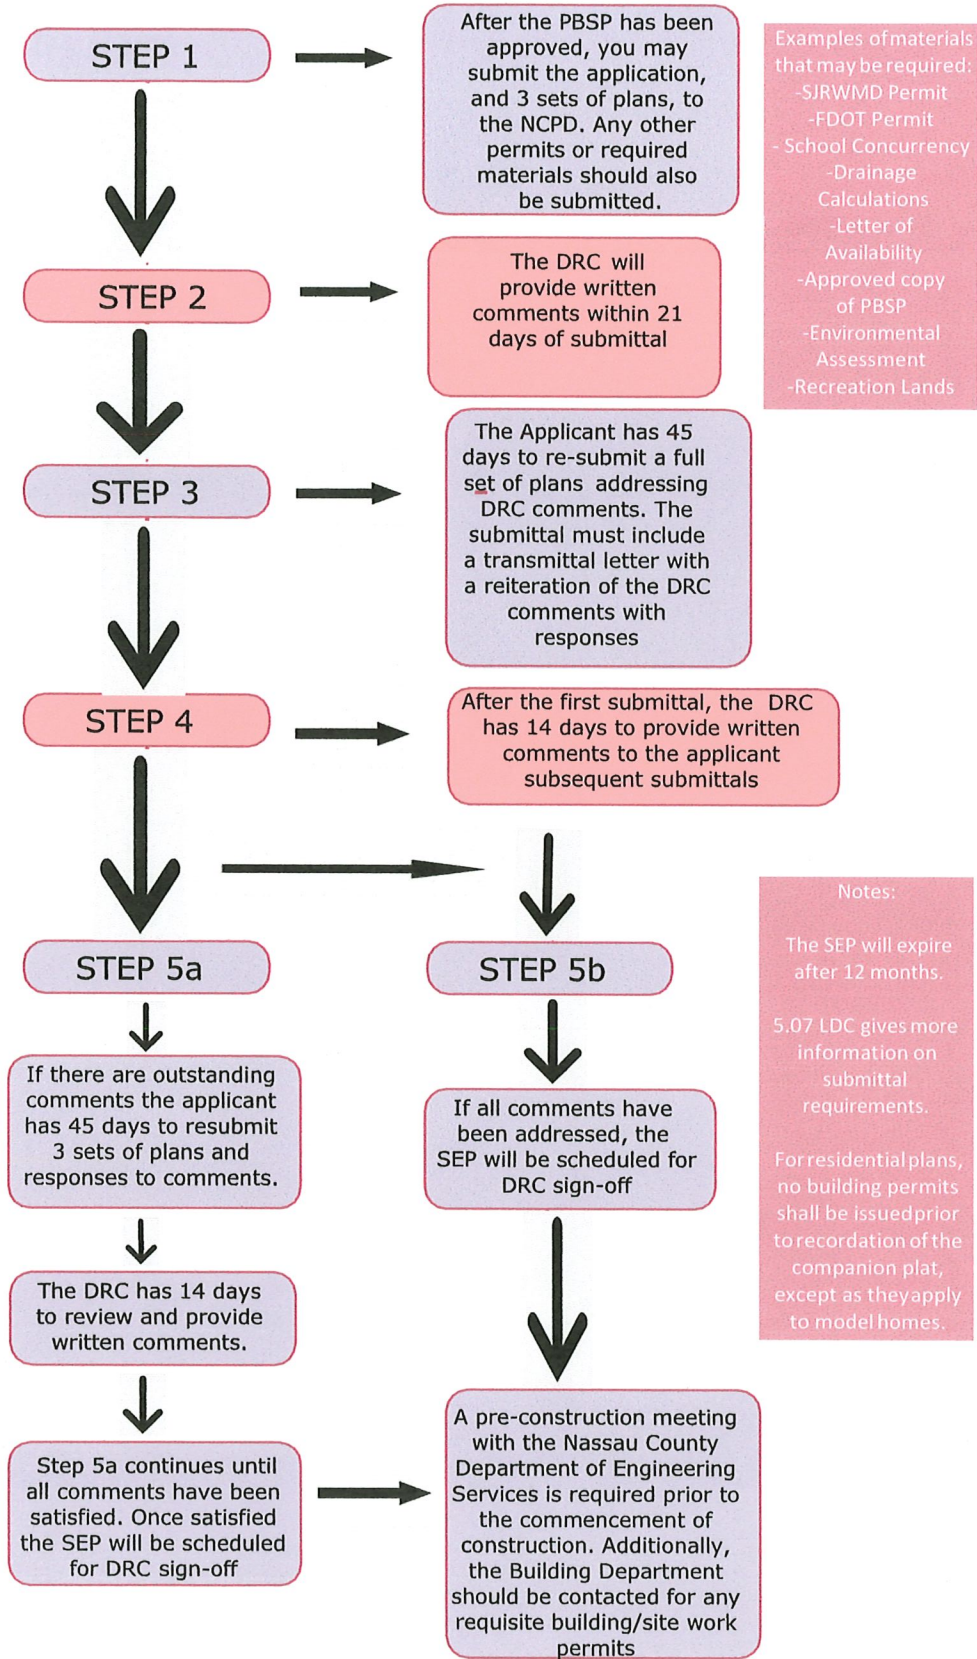 STEP 1
After the PBSP has been
approved, you may
submit the application,
and 3 sets of plans, to
the NCPD. Any other
permits or required
materials should also
be submitted.
Examples of materials
that may be required:
-SJRWMD Permit
-FDOT Permit
- School Concurrency
-Drainage
Calculations
-Letter of
Availability
-Approved copy
of PBSP
-Environmental
Assessment
-Recreation Lands
STEP 2
The DRC will
provide written
comments within 21
days of submittal
STEP 3
The Applicant has 45
days to re-submit a full
set of plans addressing
DRC comments. The
submittal must include
a transmittal letter with
a reiteration of the DRC
comments with
responses
STEP 4
After the first submittal, the DRC
has 14 days to provide written
comments to the applicant
subsequent submittals
STEP 5a
If there are outstanding
comments the applicant
has 45 days to resubmit
3 sets of plans and
responses to comments.
The DRC has 14 days
to review and provide
written comments.
Step 5a continues until
all comments have been
satisfied. Once satisfied
the SEP will be scheduled
for DRC sign-off
STEP 5b
If all comments have
been addressed, the
SEP will be scheduled for
DRC sign-off
A pre-construction meeting
with the Nassau County
Department of Engineering
Services is required prior to
the commencement of
construction. Additionally,
the Building Department
should be contacted for any
requisite building/site work
permits
Notes:
The SEP will expire
after 12 months.
5.07 LDC gives more
information on
submittal
requirements.
For residential plans,
no building permits
shall be issued prior
to recordation of the
companion plat,
except as they apply
to model homes.